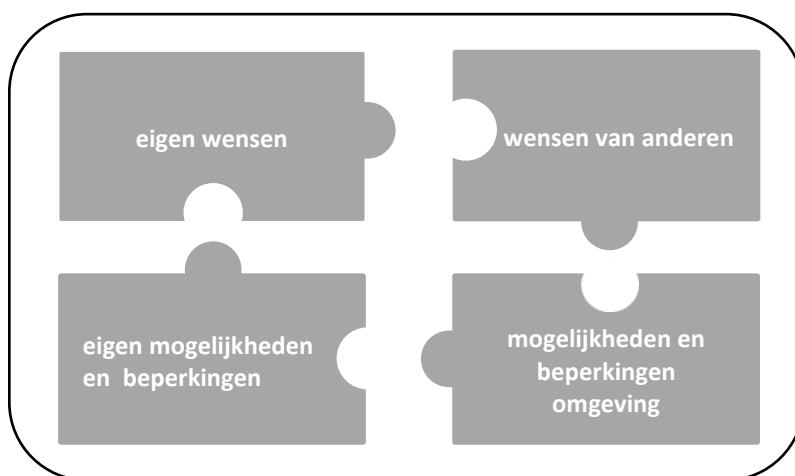 eigen wensen
wensen van anderen
eigen mogelijkheden
en beperkingen
mogelijkheden en
beperkingen
omgeving